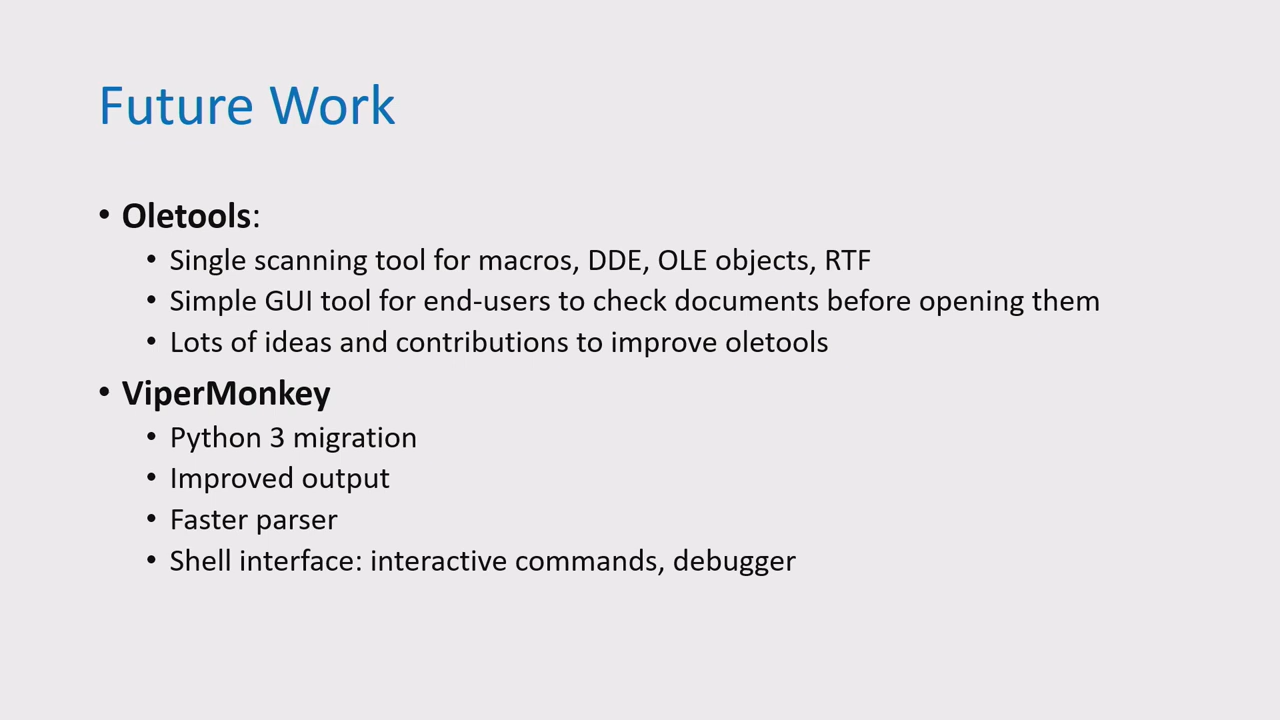 Future Work
• Oletools:
• Single scanning tool for macros, DDE, OLE objects, RTF
• Simple GUI tool for end-users to check documents before opening them
• Lots of ideas and contributions to improve oletools
• ViperMonkey
• Python 3 migration
• Improved output
• Faster parser
• Shell interface: interactive commands, debugger